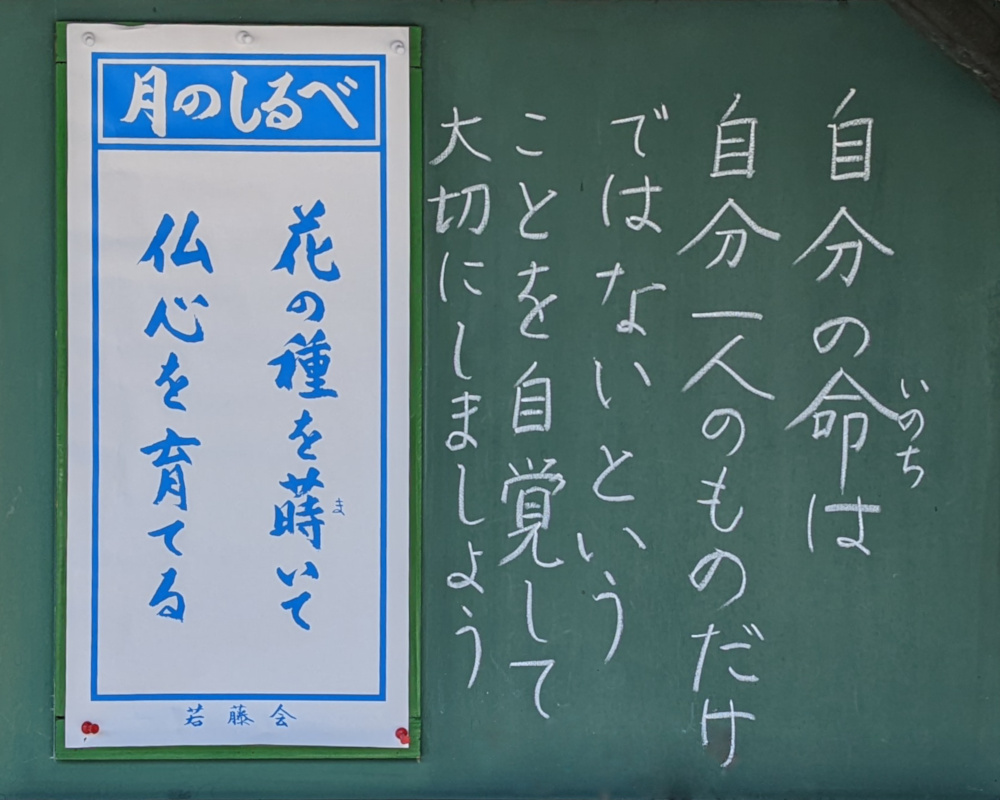 自分の命は
いのち
自分一人のものだけ
ではないという
ことを自覚して
大切にしましょう
月のしるべ
花の種を蒔いて
ま
仏心を育てる
若藤会